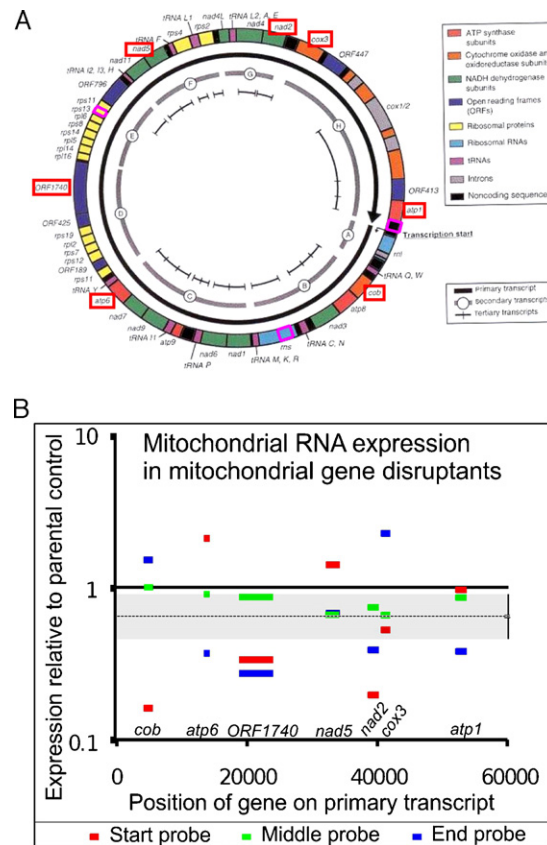 A
tRNA L1
rps4
rps2
nad4L
tRNA L2, A, E
nad4
nad2
cox3
tRNA F
nad5
ORF447
nad11
tRNA I2, I3, H
ORF796
rps11
rps13
rpl6
rps8
rps14
rpl5
rpl14
rpl16
cox1/2
ORF1740
ORF413
atp1
Transcription start
ORF425
rps19
rpl2
rps7
rps12
ORF189
rps11
tRNA Y
atp6
nad7
nad9
tRNA I1
atp9
tRNA P
nad6
nad1
rns
tRNA M, K, R
tRNA C, N
nad3
atp8
cob
tRNA Q, W
rnl
G
H
A
B
C
D
E
F
ATP synthase
subunits
Cytochrome oxidase and
oxidoreductase subunits
NADH dehydrogenase
subunits
Open reading frames
(ORFs)
Ribosomal proteins
Ribosomal RNAs
tRNAs
Introns
Noncoding sequence
Primary transcript
secondary transcript
tertiary transcripts
B
Mitochondrial RNA expression
in mitochondrial gene disruptants
Expression relative to parental control
10
1
0.1
cob
atp6
ORF1740
nad5
nad2
cox3
atp1
0
20000
40000
60000
Position of gene on primary transcript
Start probe
Middle probe
End probe